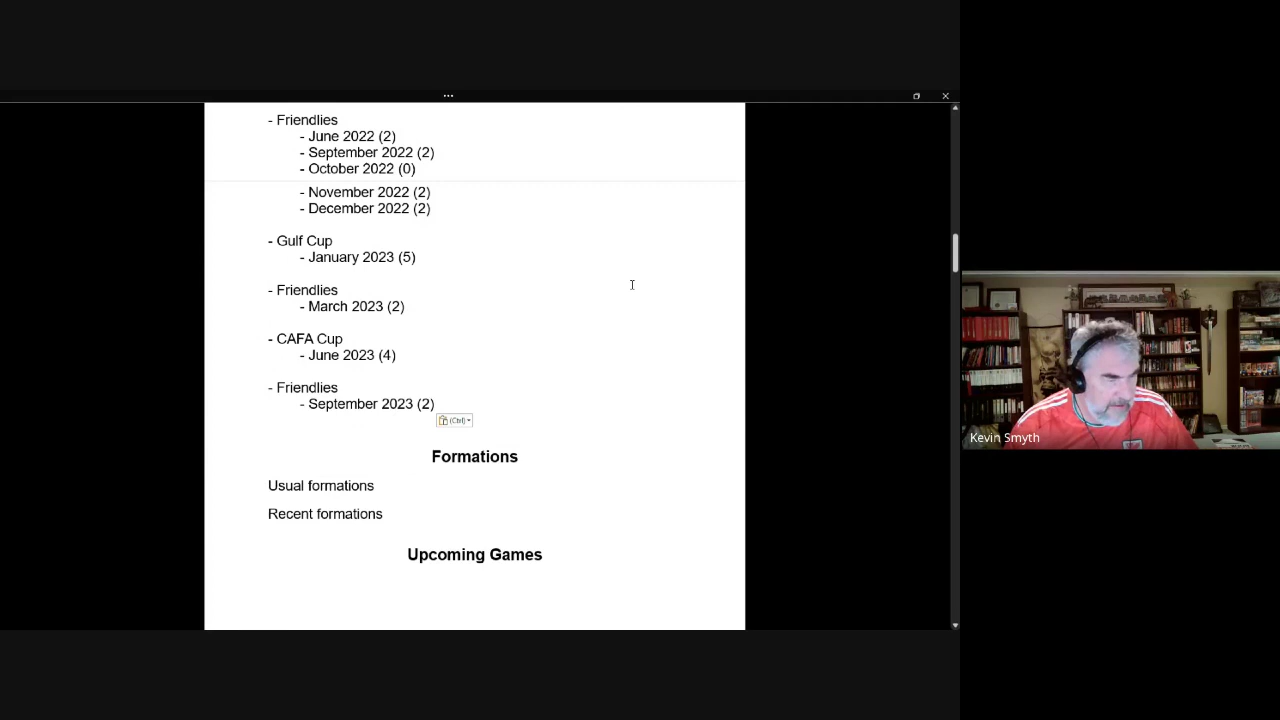 - Friendlies
- June 2022 (2)
- September 2022 (2)
- October 2022 (0)
- November 2022 (2)
- December 2022 (2)
- Gulf Cup
- January 2023 (5)
- Friendlies
- March 2023 (2)
- CAFA Cup
- June 2023 (4)
- Friendlies
- September 2023 (2)
(Ctrl)
Formations
Usual formations
Recent formations
Upcoming Games
Kevin Smyth